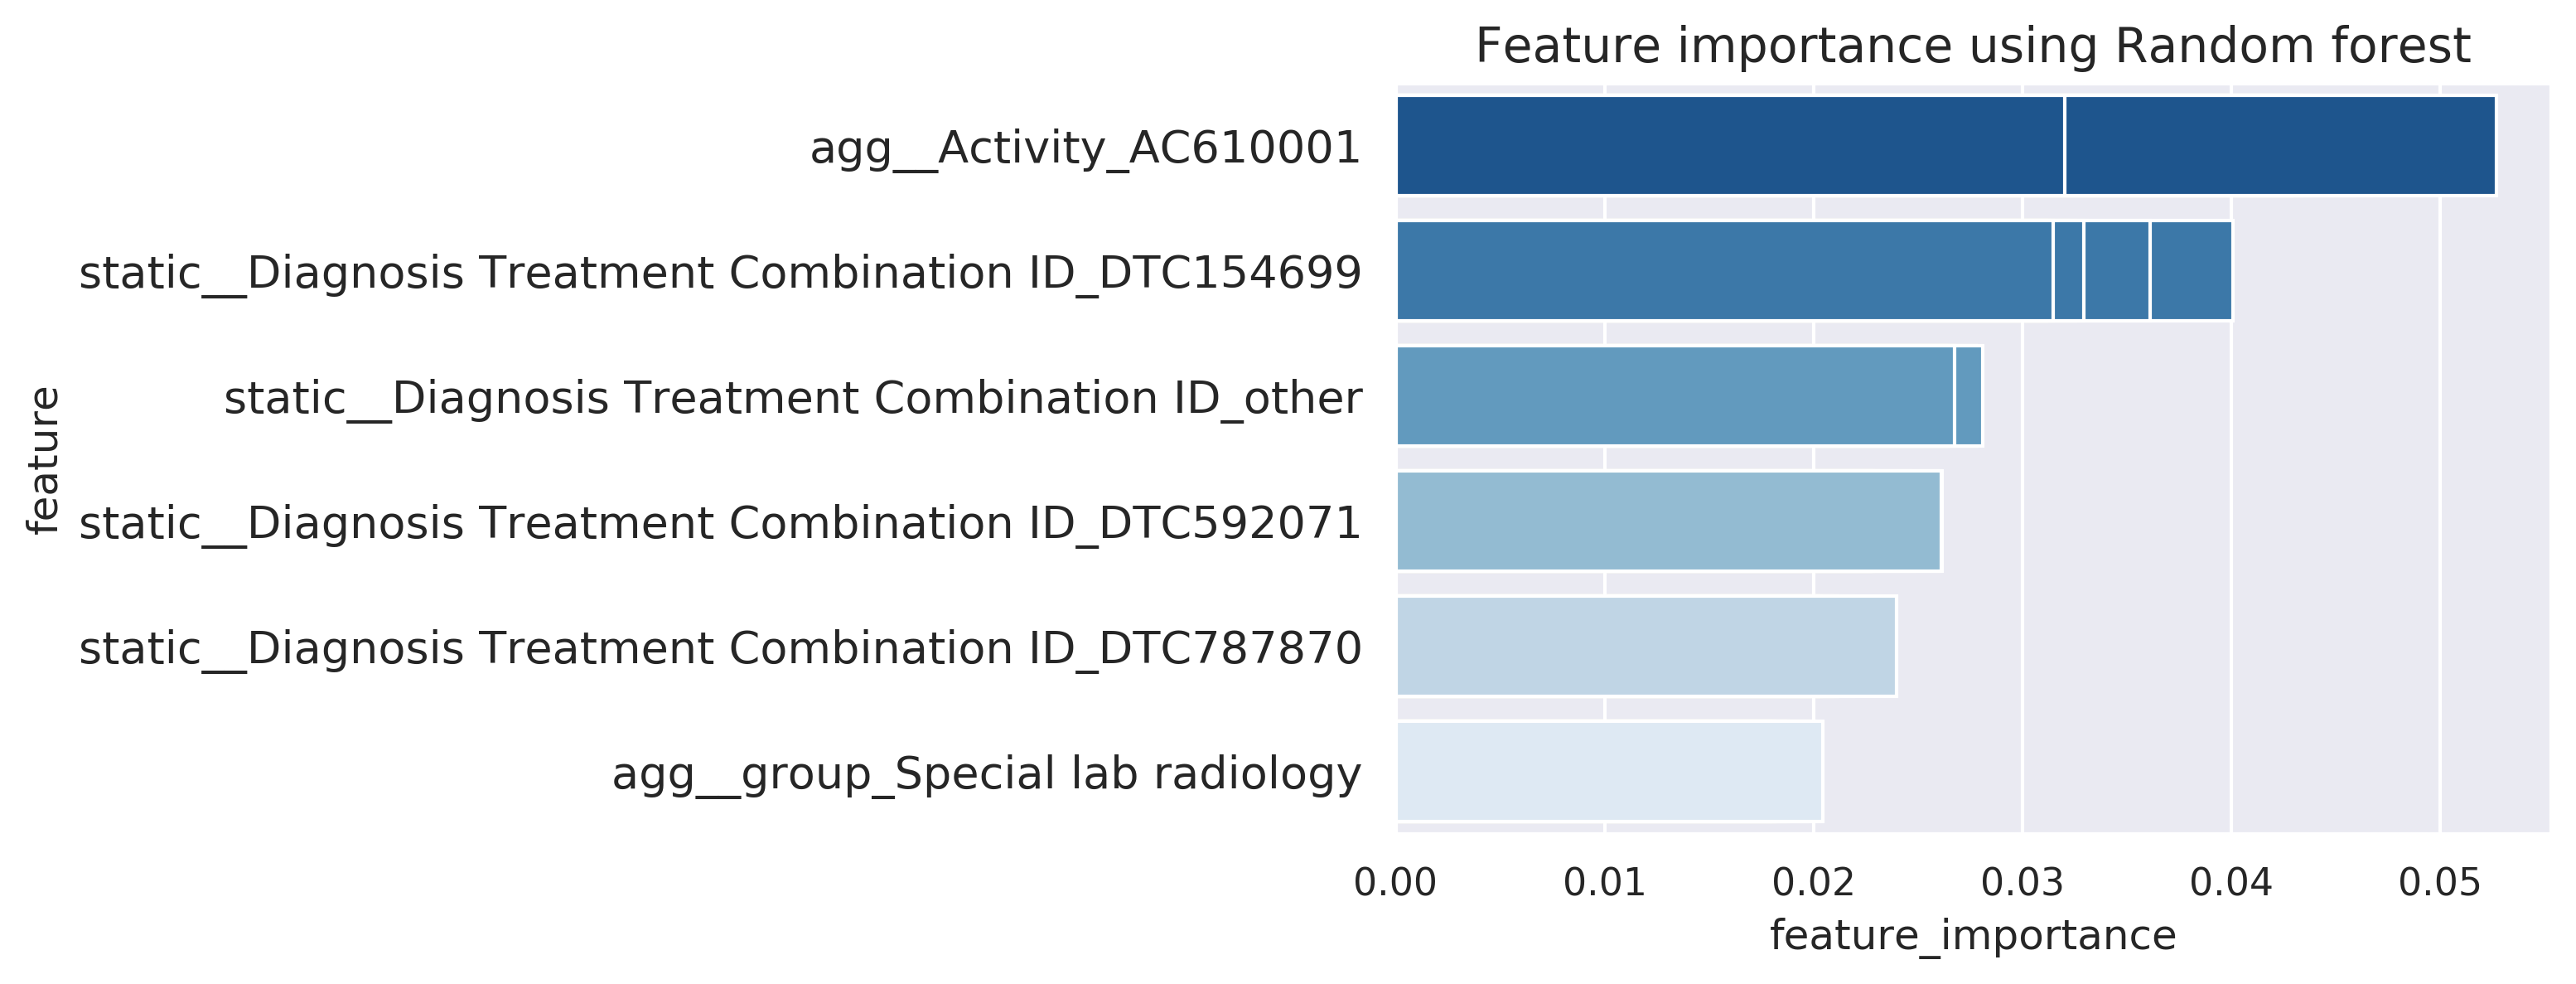 Feature importance using Random forest
feature
agg__Activity_AC610001
static__Diagnosis Treatment Combination ID_DTC154699
static__Diagnosis Treatment Combination ID_other
static__Diagnosis Treatment Combination ID_DTC592071
static__Diagnosis Treatment Combination ID_DTC787870
agg__group_Special lab radiology
0.00 0.01 0.02 0.03 0.04 0.05
feature_importance